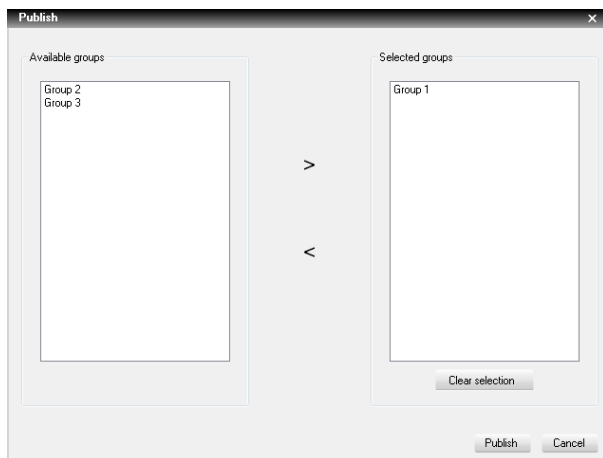 Publish
Available groups
Group 2
Group 3
>
<
Selected groups
Group 1
Clear selection
Publish
Cancel